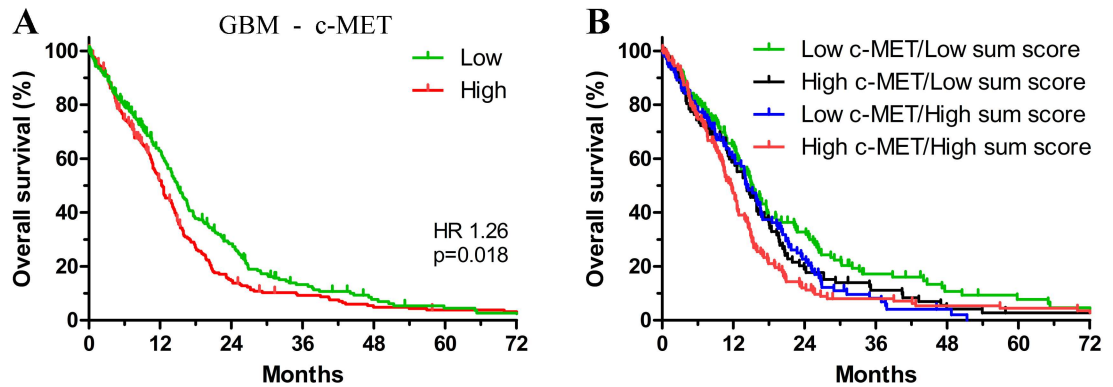 A
GBM - c-MET
Low
High
Overall survival (%)
100
80
60
40
20
0
HR 1.26
p=0.018
0 12 24 36 48 60 72
Months
B
Low c-MET/Low sum score
High c-MET/Low sum score
Low c-MET/High sum score
High c-MET/High sum score
Overall survival (%)
100
80
60
40
20
0
0 12 24 36 48 60 72
Months